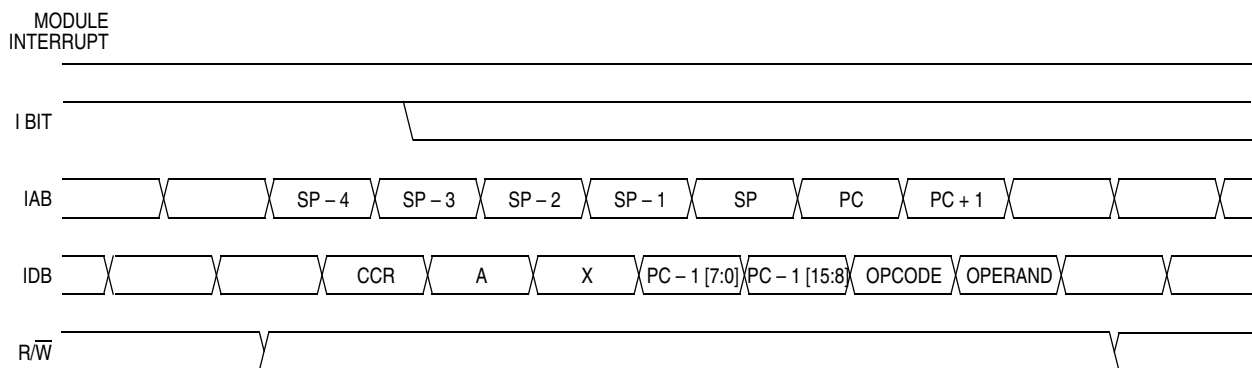 MODULE
INTERRUPT
I BIT
IAB SP – 4 SP – 3 SP – 2 SP – 1 SP PC PC + 1
IDB CCR A X PC – 1 [7:0] PC – 1 [15:8] OPCODE OPERAND
R/W̅